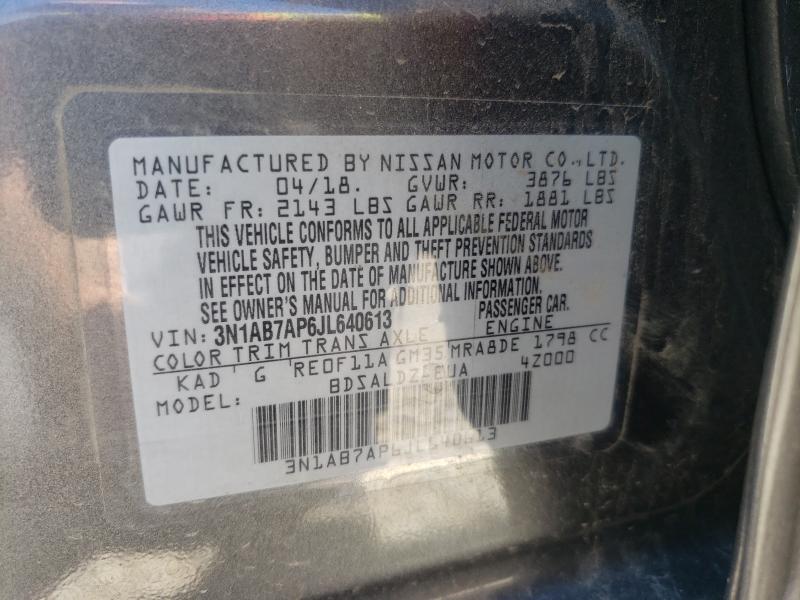 MANUFACTURED BY NISSAN MOTOR CO.,LTD.
DATE: 04/18. GVWR: 3876 LBS
GAWR FR: 2143 LBS GAWR RR: 1881 LBS
THIS VEHICLE CONFORMS TO ALL APPLICABLE FEDERAL MOTOR
VEHICLE SAFETY, BUMPER AND THEFT PREVENTION STANDARDS
IN EFFECT ON THE DATE OF MANUFACTURE SHOWN ABOVE.
SEE OWNER'S MANUAL FOR ADDITIONAL INFORMATION.
VIN: 3N1AB7AP6JL640613 PASSENGER CAR.
COLOR TRIM TRANS AXLE ENGINE
KAD G RE0F11A GM35 MRA8DE 1798 CC
MODEL: 42000
3N1AB7AP6JL640613